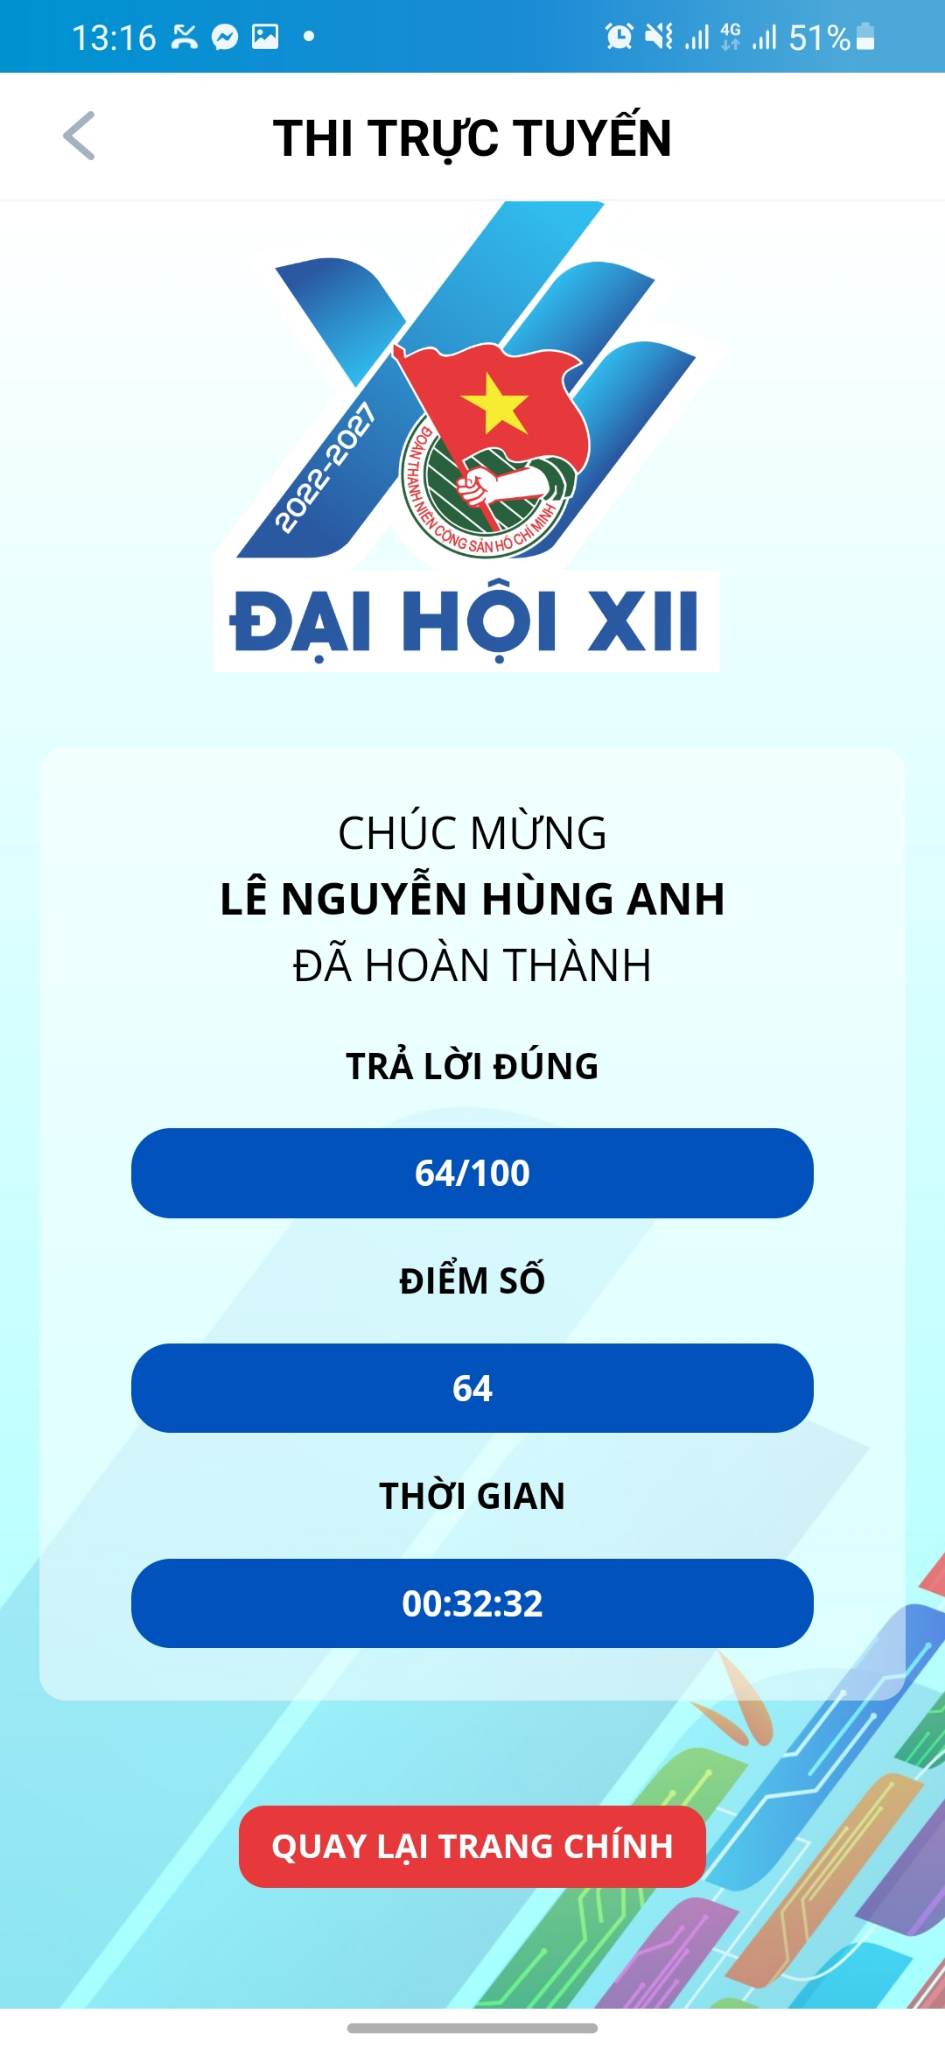 13:16
4G
51%
THI TRỰC TUYẾN
2022-2027
ĐOÀN THANH NIÊN CỘNG SẢN HỒ CHÍ MINH
ĐẠI HỘI XII
CHÚC MỪNG
LÊ NGUYỄN HÙNG ANH
ĐÃ HOÀN THÀNH
TRẢ LỜI ĐÚNG
64/100
ĐIỂM SỐ
64
THỜI GIAN
00:32:32
QUAY LẠI TRANG CHÍNH